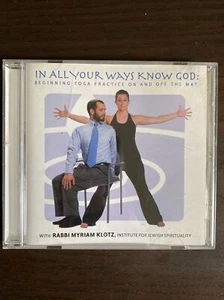 IN ALL YOUR WAYS KNOW GOD:
BEGINNING YOGA PRACTICE ON AND OFF THE MAT
WITH RABBI MYRIAM KLOTZ, INSTITUTE FOR JEWISH SPIRITUALITY